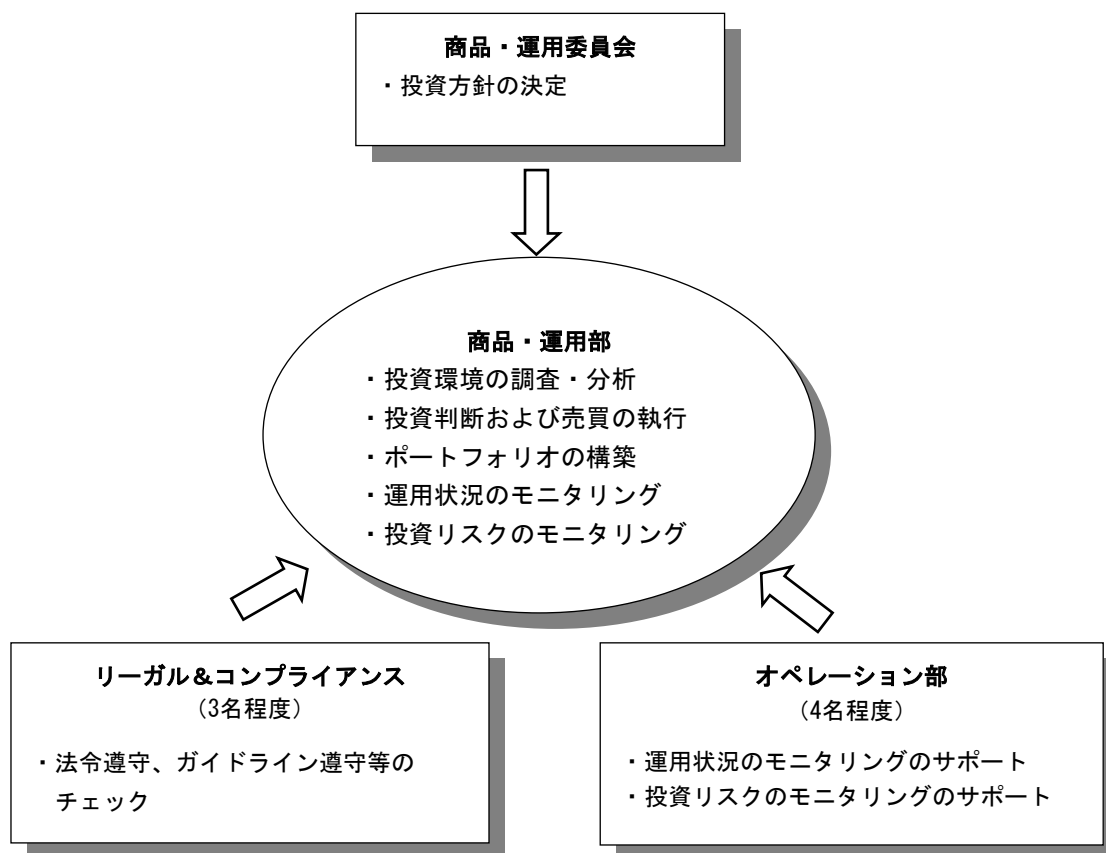 商品・運用委員会
・投資方針の決定
商品・運用部
・投資環境の調査・分析
・投資判断および売買の執行
・ポートフォリオの構築
・運用状況のモニタリング
・投資リスクのモニタリング
リーガル＆コンプライアンス
（3名程度）
・法令遵守、ガイドライン遵守等の
チェック
オペレーション部
（4名程度）
・運用状況のモニタリングのサポート
・投資リスクのモニタリングのサポート